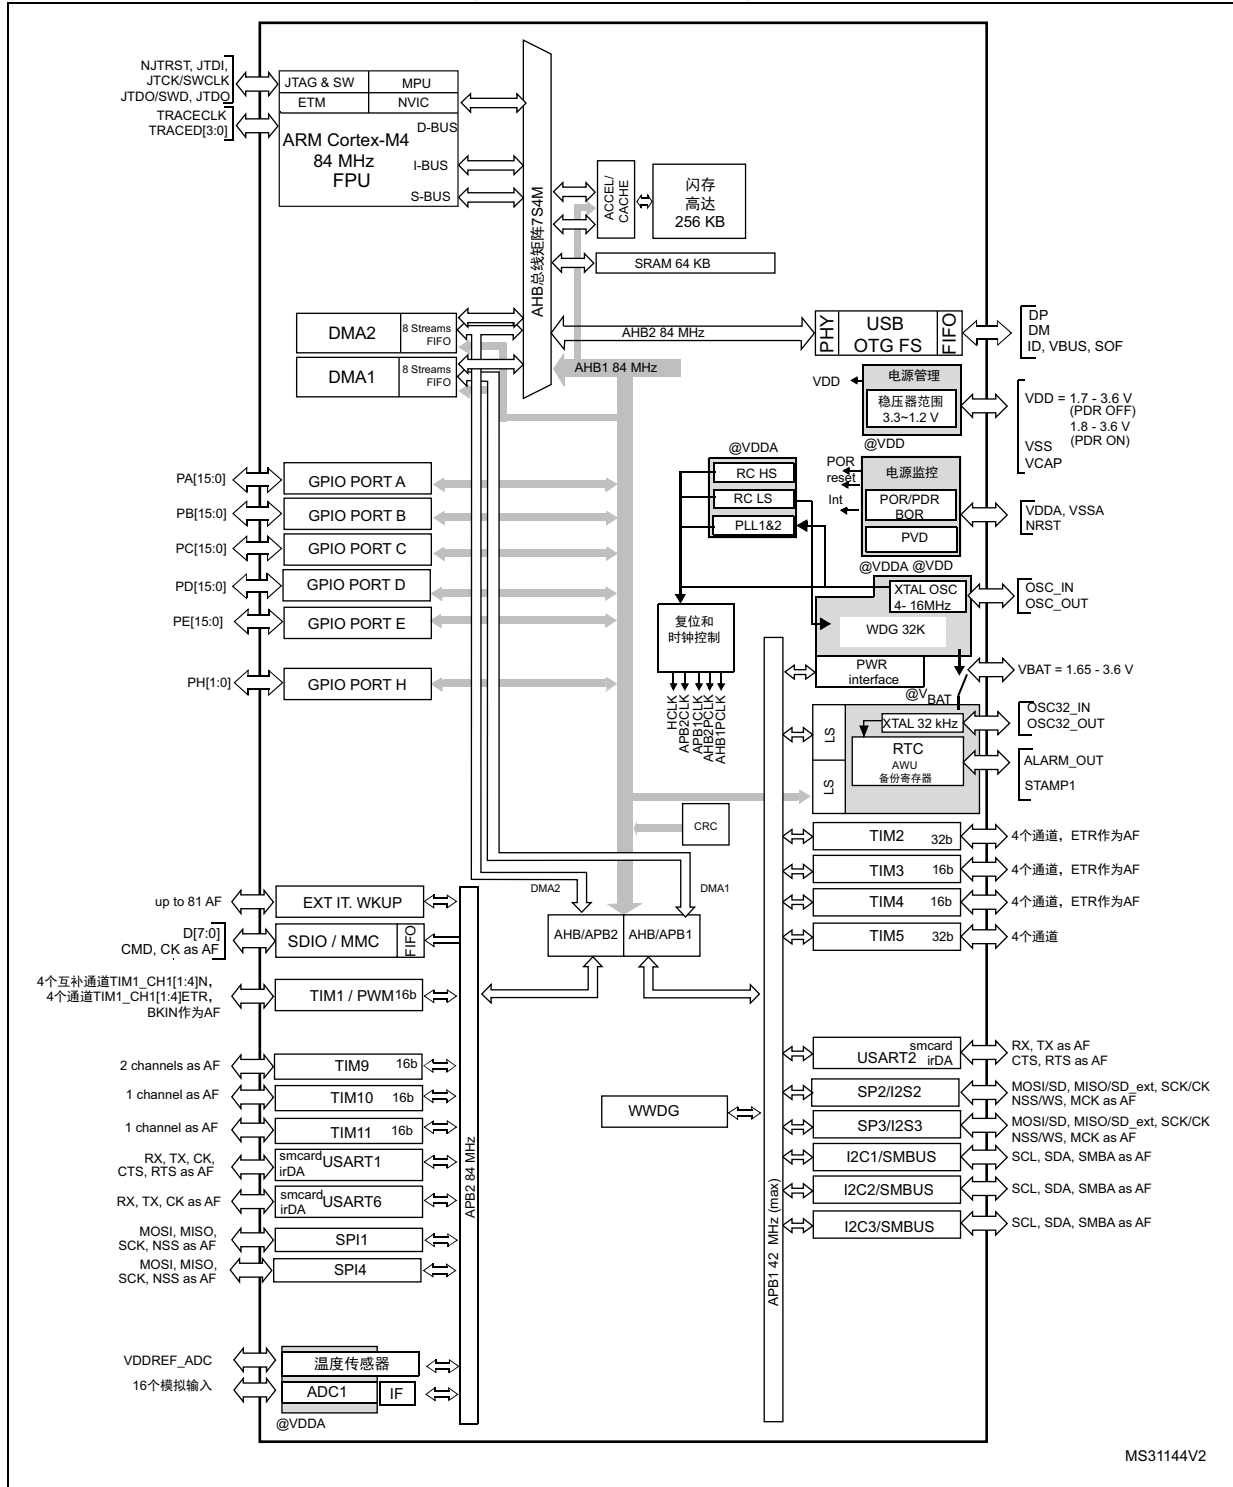 NJTRST, JTDI,
JTCK/SWCLK
JTDO/SWD, JTDO
TRACECLK
TRACED[3:0]
JTAG & SW
MPU
ETM
NVIC
D-BUS
ARM Cortex-M4
84 MHz
FPU
I-BUS
S-BUS
AHB总线矩阵7S4M
ACCEL/
CACHE
闪存
高达
256 KB
SRAM 64 KB
DMA2
8 Streams
FIFO
DMA1
8 Streams
FIFO
AHB2 84 MHz
AHB1 84 MHz
PHY
USB
OTG FS
FIFO
DP
DM
ID, VBUS, SOF
VDD
电源管理
稳压器范围
3.3~1.2 V
@VDD
VDD = 1.7 - 3.6 V
(PDR OFF)
1.8 - 3.6 V
(PDR ON)
VSS
VCAP
@VDDA
RC HS
RC LS
PLL1&2
POR
reset
Int
电源监控
POR/PDR
BOR
PVD
@VDDA @VDD
VDDA, VSSA
NRST
PA[15:0]
GPIO PORT A
PB[15:0]
GPIO PORT B
PC[15:0]
GPIO PORT C
PD[15:0]
GPIO PORT D
PE[15:0]
GPIO PORT E
PH[1:0]
GPIO PORT H
XTAL OSC
4- 16MHz
WDG 32K
OSC_IN
OSC_OUT
复位和
时钟控制
HCLK
APB2CLK
APB1CLK
AHB2PCLK
AHB1PCLK
PWR
interface
VBAT = 1.65 - 3.6 V
@VBAT
LS
LS
XTAL 32 kHz
RTC
AWU
备份寄存器
OSC32_IN
OSC32_OUT
ALARM_OUT
STAMP1
CRC
TIM2 32b
4个通道，ETR作为AF
TIM3 16b
4个通道，ETR作为AF
TIM4 16b
4个通道，ETR作为AF
TIM5 32b
4个通道
DMA2
DMA1
AHB/APB2
AHB/APB1
up to 81 AF
EXT IT. WKUP
D[7:0]
CMD, CK as AF
SDIO / MMC
FIFO
4个互补通道TIM1_CH1[1:4]N，
4个通道TIM1_CH1[1:4]ETR，
BKIN作为AF
TIM1 / PWM 16b
2 channels as AF
TIM9 16b
1 channel as AF
TIM10 16b
1 channel as AF
TIM11 16b
RX, TX, CK,
CTS, RTS as AF
smcard
irDA
USART1
RX, TX, CK as AF
smcard
irDA
USART6
MOSI, MISO,
SCK, NSS as AF
SPI1
MOSI, MISO,
SCK, NSS as AF
SPI4
APB2 84 MHz
VDDREF_ADC
温度传感器
16个模拟输入
ADC1
IF
@VDDA
WWDG
APB1 42 MHz (max)
smcard
USART2 irDA
RX, TX as AF
CTS, RTS as AF
SP2/I2S2
MOSI/SD, MISO/SD_ext, SCK/CK
NSS/WS, MCK as AF
SP3/I2S3
MOSI/SD, MISO/SD_ext, SCK/CK
NSS/WS, MCK as AF
I2C1/SMBUS
SCL, SDA, SMBA as AF
I2C2/SMBUS
SCL, SDA, SMBA as AF
I2C3/SMBUS
SCL, SDA, SMBA as AF
MS31144V2